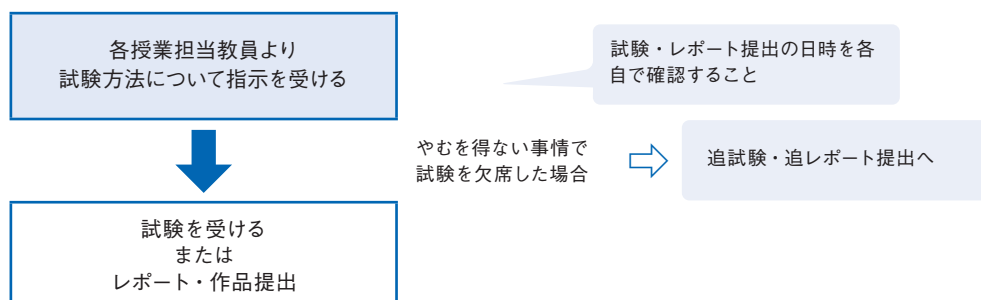 各授業担当教員より
試験方法について指示を受ける
試験・レポート提出の日時を各
自で確認すること
やむを得ない事情で
試験を欠席した場合
追試験・追レポート提出へ
試験を受ける
または
レポート・作品提出